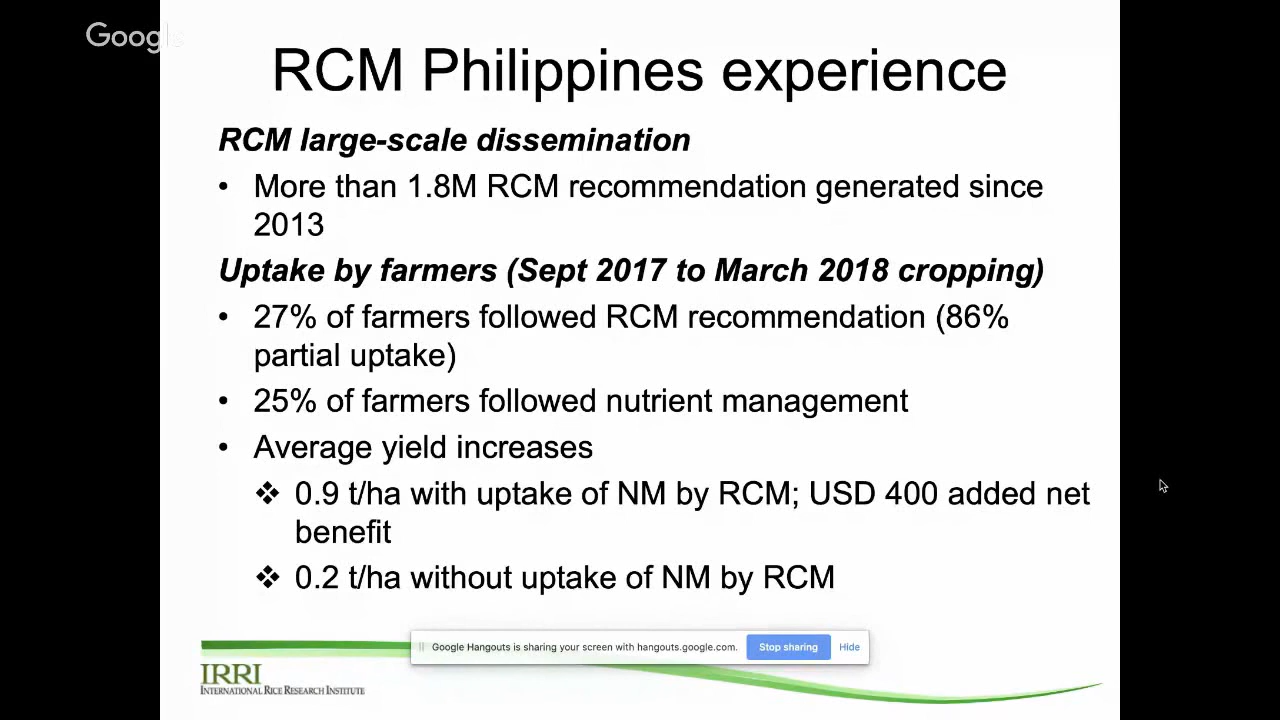 Google
RCM Philippines experience
RCM large-scale dissemination
• More than 1.8M RCM recommendation generated since
2013
Uptake by farmers (Sept 2017 to March 2018 cropping)
• 27% of farmers followed RCM recommendation (86%
partial uptake)
• 25% of farmers followed nutrient management
• Average yield increases
❖ 0.9 t/ha with uptake of NM by RCM; USD 400 added net
benefit
❖ 0.2 t/ha without uptake of NM by RCM
Google Hangouts is sharing your screen with hangouts.google.com. Stop sharing Hide
IRRI
INTERNATIONAL RICE RESEARCH INSTITUTE